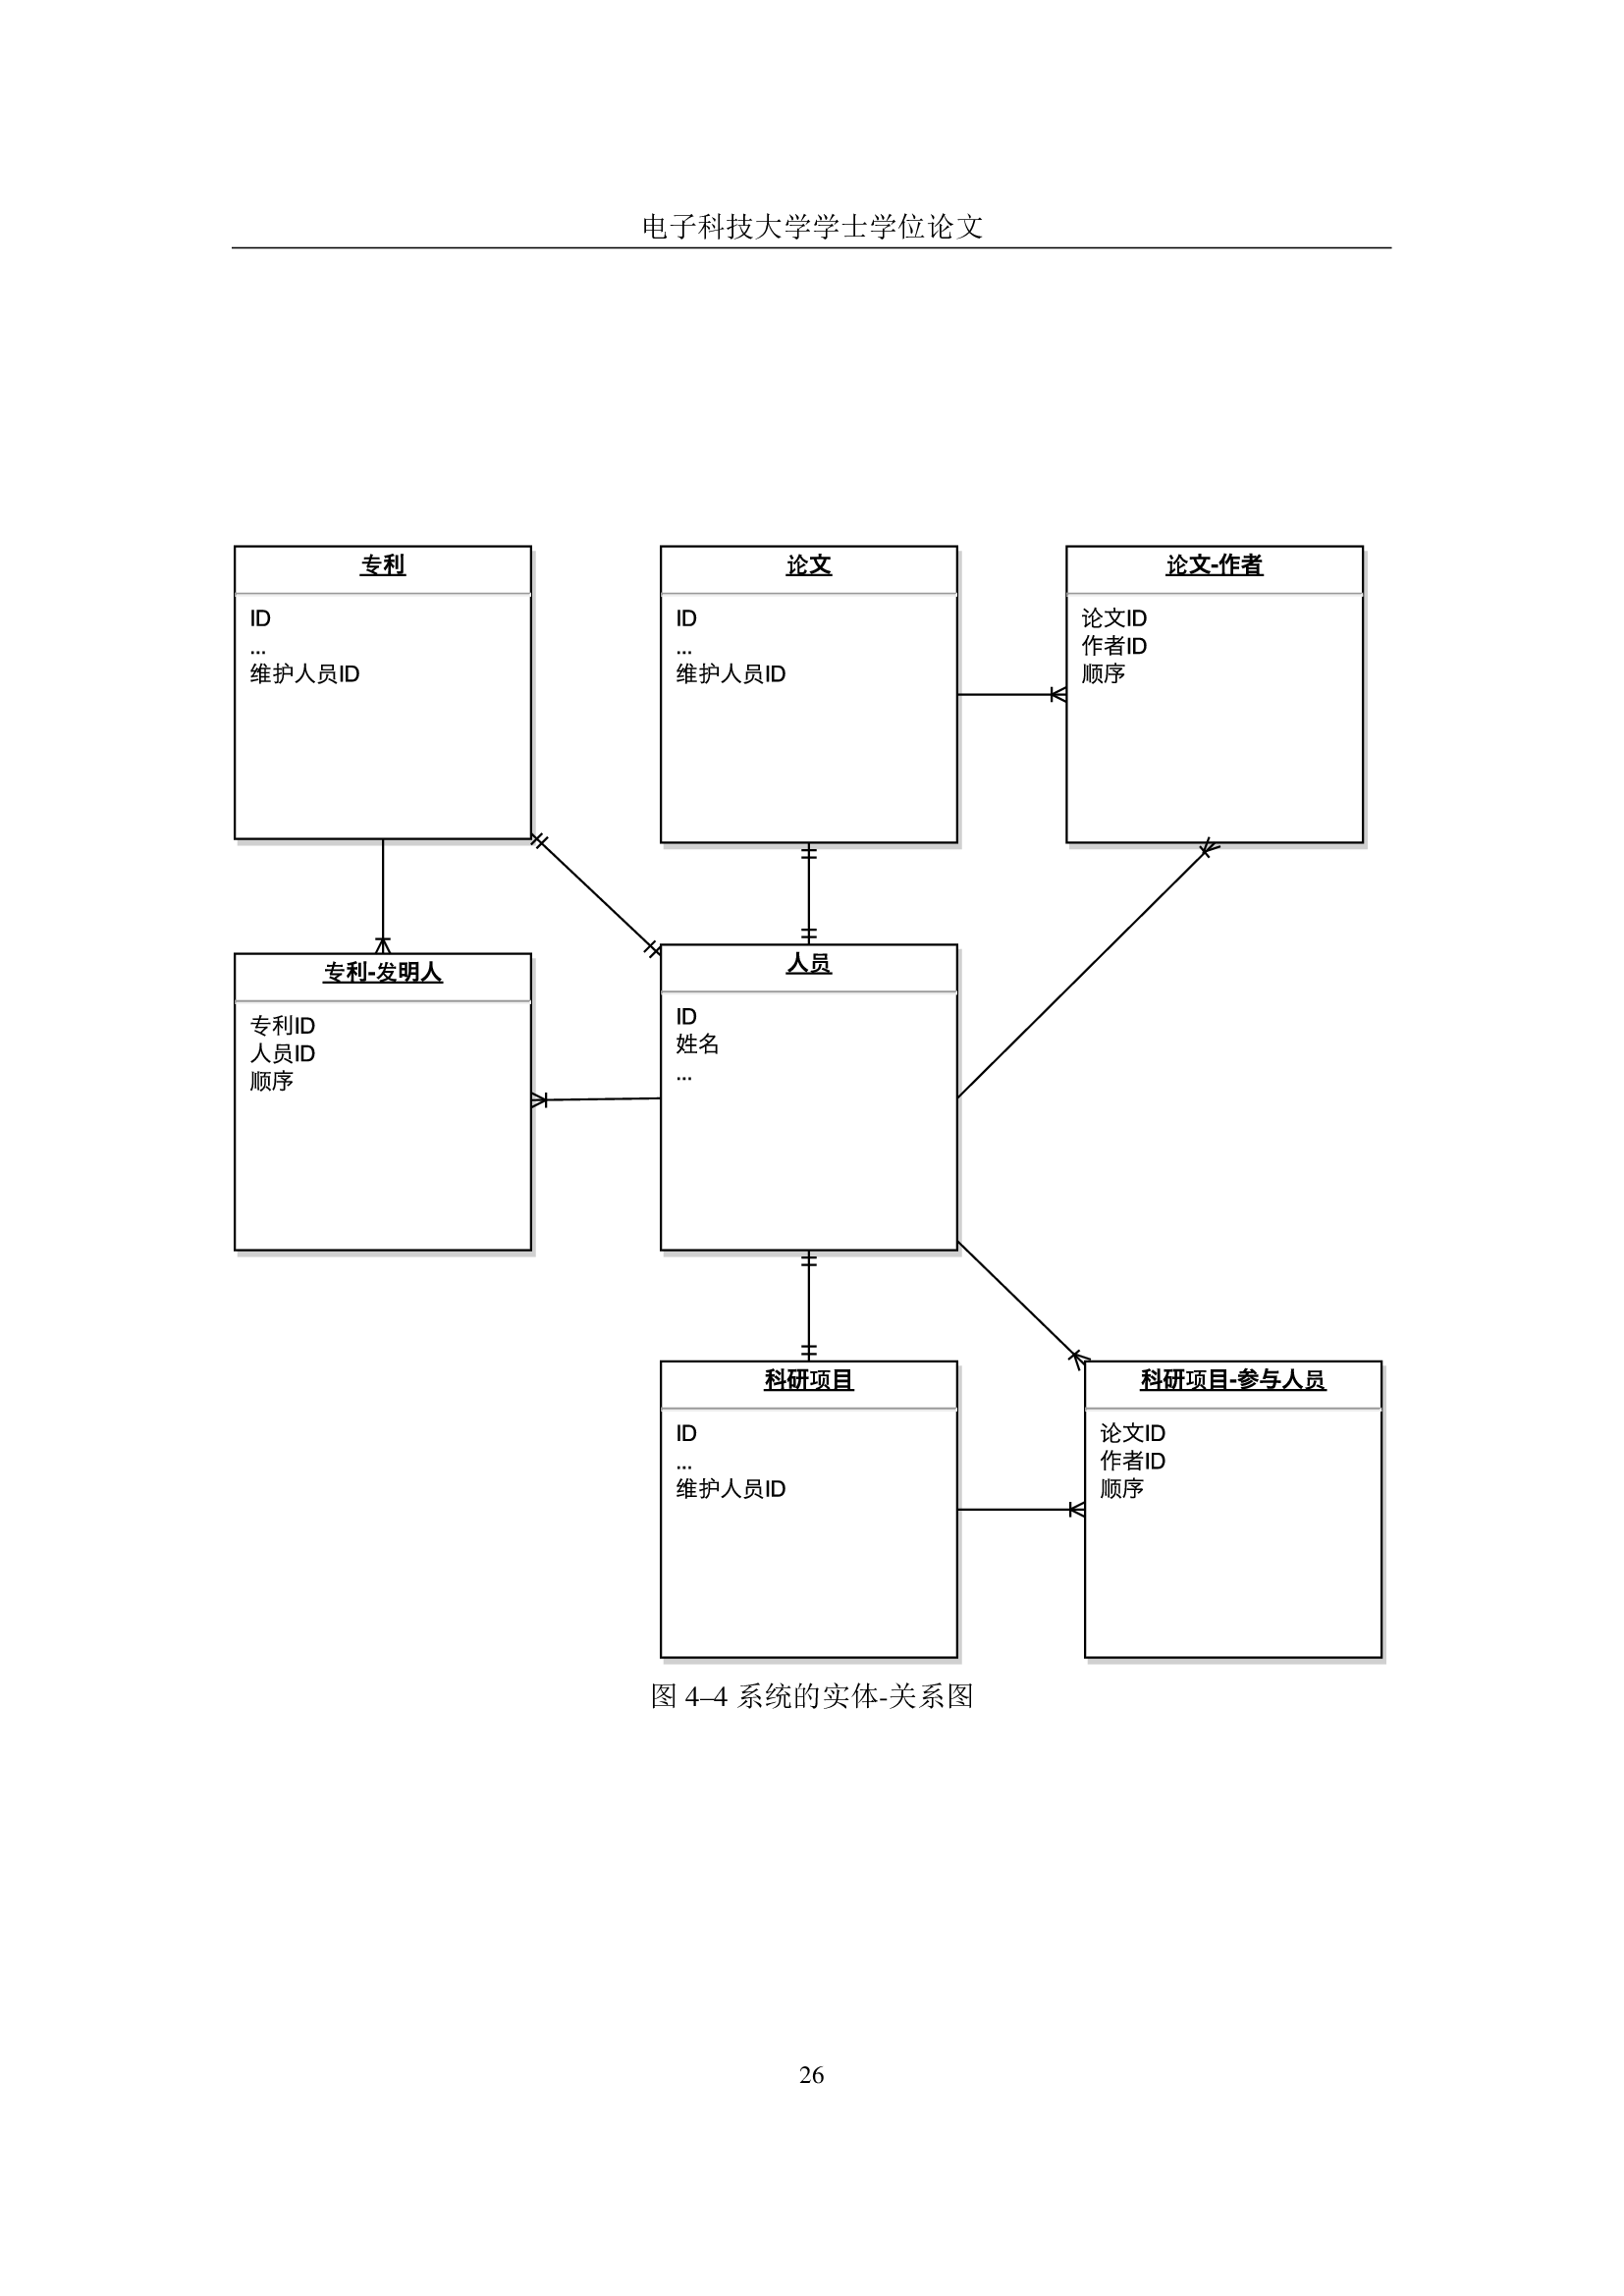 电子科技大学学士学位论文
专利
ID
...
维护人员ID
论文
ID
...
维护人员ID
论文-作者
论文ID
作者ID
顺序
专利-发明人
专利ID
人员ID
顺序
人员
ID
姓名
...
科研项目
ID
...
维护人员ID
科研项目-参与人员
论文ID
作者ID
顺序
图 4–4 系统的实体-关系图
26